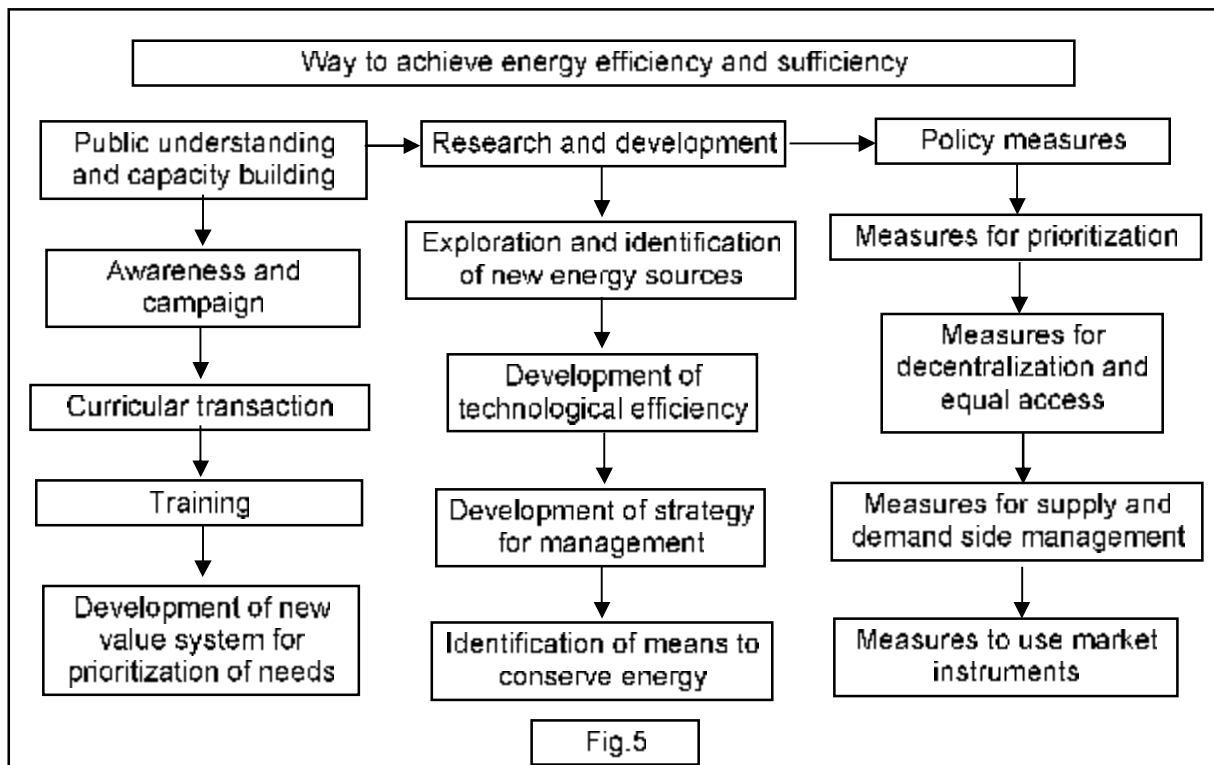 Way to achieve energy efficiency and sufficiency
Public understanding
and capacity building
Research and development
Policy measures
Awareness and
campaign
Exploration and identification
of new energy sources
Measures for prioritization
Curricular transaction
Development of
technological efficiency
Measures for
decentralization and
equal access
Training
Development of strategy
for management
Measures for supply and
demand side management
Development of new
value system for
prioritization of needs
Identification of means to
conserve energy
Measures to use market
instruments
Fig.5